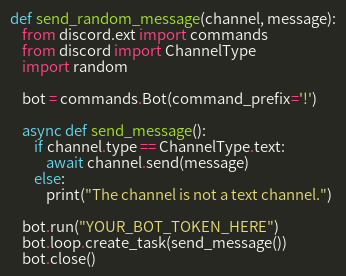 def send_random_message(channel, message):
from discord.ext import commands
from discord import ChannelType
import random
bot = commands.Bot(command_prefix='!')
async def send_message():
if channel.type == ChannelType.text:
await channel.send(message)
else:
print("The channel is not a text channel.")
bot.run("YOUR_BOT_TOKEN_HERE")
bot.loop.create_task(send_message())
bot.close()